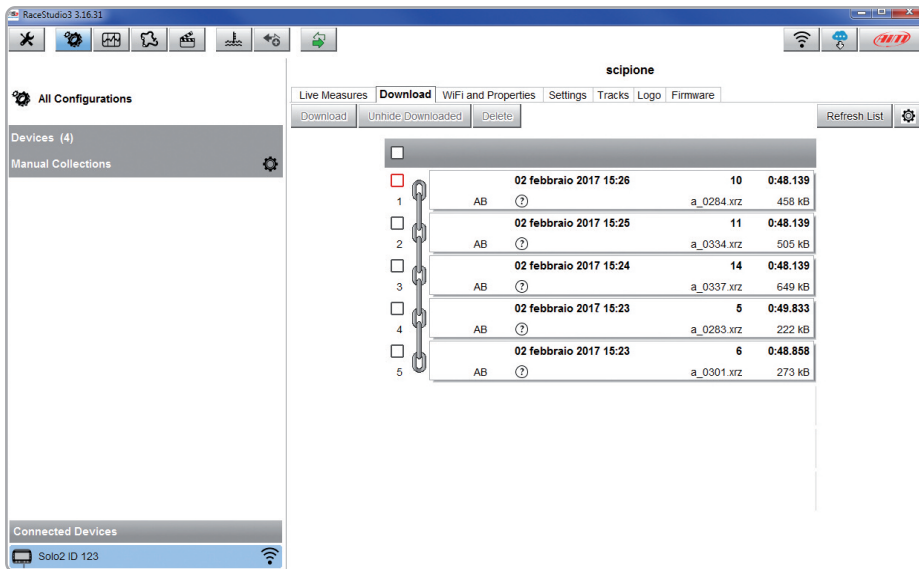 RaceStudio3 3.16.31
AiM
scipione
All Configurations
Live Measures Download WiFi and Properties Settings Tracks Logo Firmware
Download Unhide Downloaded Delete Refresh List
Devices (4)
Manual Collections
02 febbraio 2017 15:26 10 0:48.139
1 AB ? a_0284.xrz 458 kB
02 febbraio 2017 15:25 11 0:48.139
2 AB ? a_0334.xrz 505 kB
02 febbraio 2017 15:24 14 0:48.139
3 AB ? a_0337.xrz 649 kB
02 febbraio 2017 15:23 5 0:49.833
4 AB ? a_0283.xrz 222 kB
02 febbraio 2017 15:23 6 0:48.858
5 AB ? a_0301.xrz 273 kB
Connected Devices
Solo2 ID 123